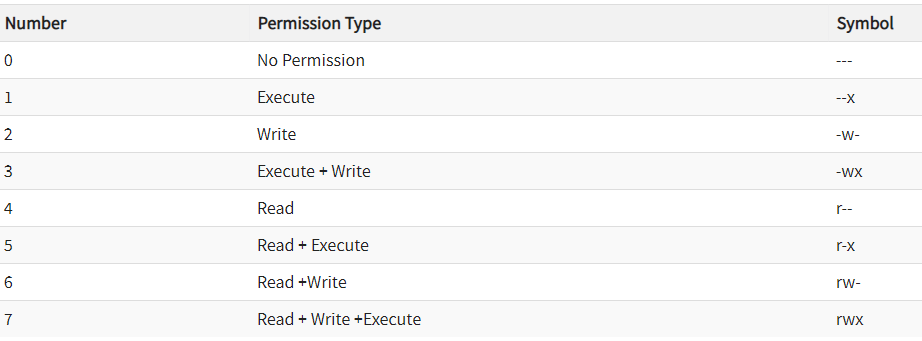 Number Permission Type Symbol
0 No Permission ---
1 Execute --x
2 Write -w-
3 Execute + Write -wx
4 Read r--
5 Read + Execute r-x
6 Read +Write rw-
7 Read + Write +Execute rwx